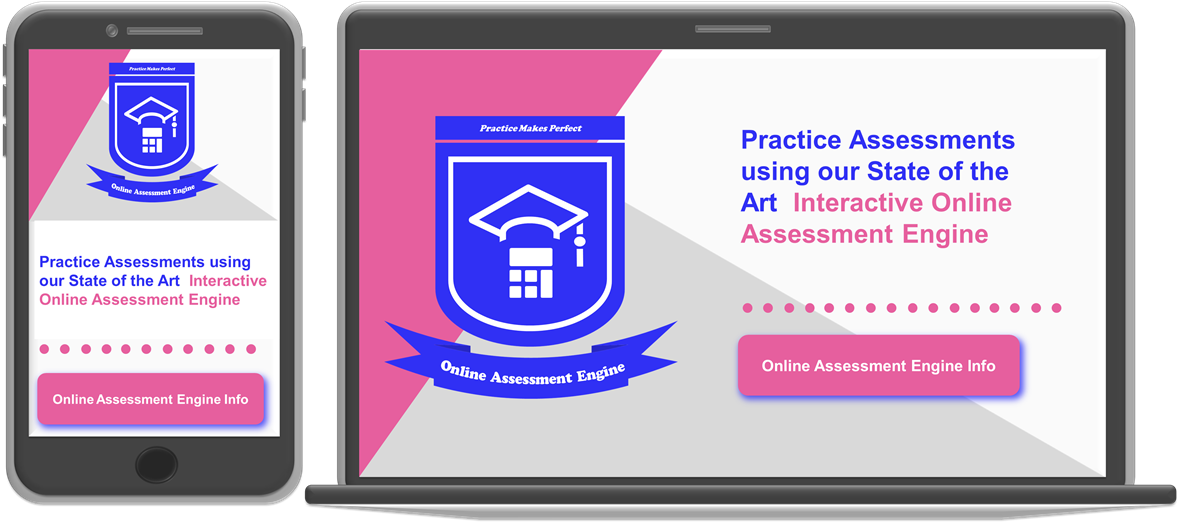 Practice Makes Perfect
Online Assessment Engine
Practice Assessments using
our State of the Art Interactive
Online Assessment Engine
Online Assessment Engine Info
Practice Makes Perfect
Online Assessment Engine
Practice Assessments
using our State of the
Art Interactive Online
Assessment Engine
Online Assessment Engine Info